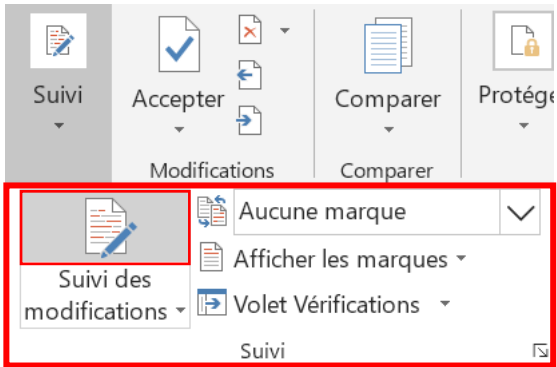 Suivi
Accepter
Comparer
Protége
Modifications
Comparer
Aucune marque
Suivi des
modifications
Afficher les marques
Volet Vérifications
Suivi